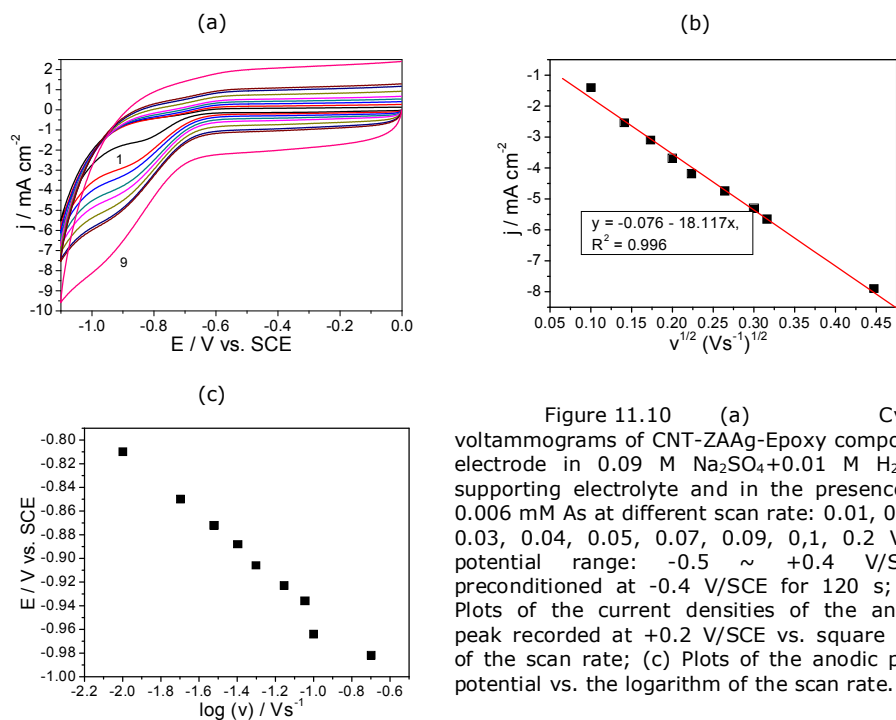 (a)
(b)
2
1
0
-1
-2
-3
-4
-5
-6
-7
-8
-9
-10
j / mA cm-2
1
9
-1.0 -0.8 -0.6 -0.4 -0.2 0.0
E / V vs. SCE
-1
-2
-3
-4
-5
-6
-7
-8
j / mA cm-2
y = -0.076 - 18.117x,
R2 = 0.996
0.05 0.10 0.15 0.20 0.25 0.30 0.35 0.40 0.45
v1/2 (Vs-1)1/2
(c)
-0.80
-0.82
-0.84
-0.86
-0.88
-0.90
-0.92
-0.94
-0.96
-0.98
-1.00
E / V vs. SCE
-2.2 -2.0 -1.8 -1.6 -1.4 -1.2 -1.0 -0.8 -0.6
log (v) / Vs-1
Figure 11.10 (a)
voltammograms of CNT-ZAAg-Epoxy
electrode in 0.09 M Na2SO4+0.01 M
supporting electrolyte and in the
0.006 mM As at different scan rate: 0.01,
0.03, 0.04, 0.05, 0.07, 0.09, 0,1, 0.2
potential range: -0.5 ~ +0.4
preconditioned at -0.4 V/SCE for 120 s;
Plots of the current densities of the
peak recorded at +0.2 V/SCE vs. square
of the scan rate; (c) Plots of the anodic
potential vs. the logarithm of the scan rate.